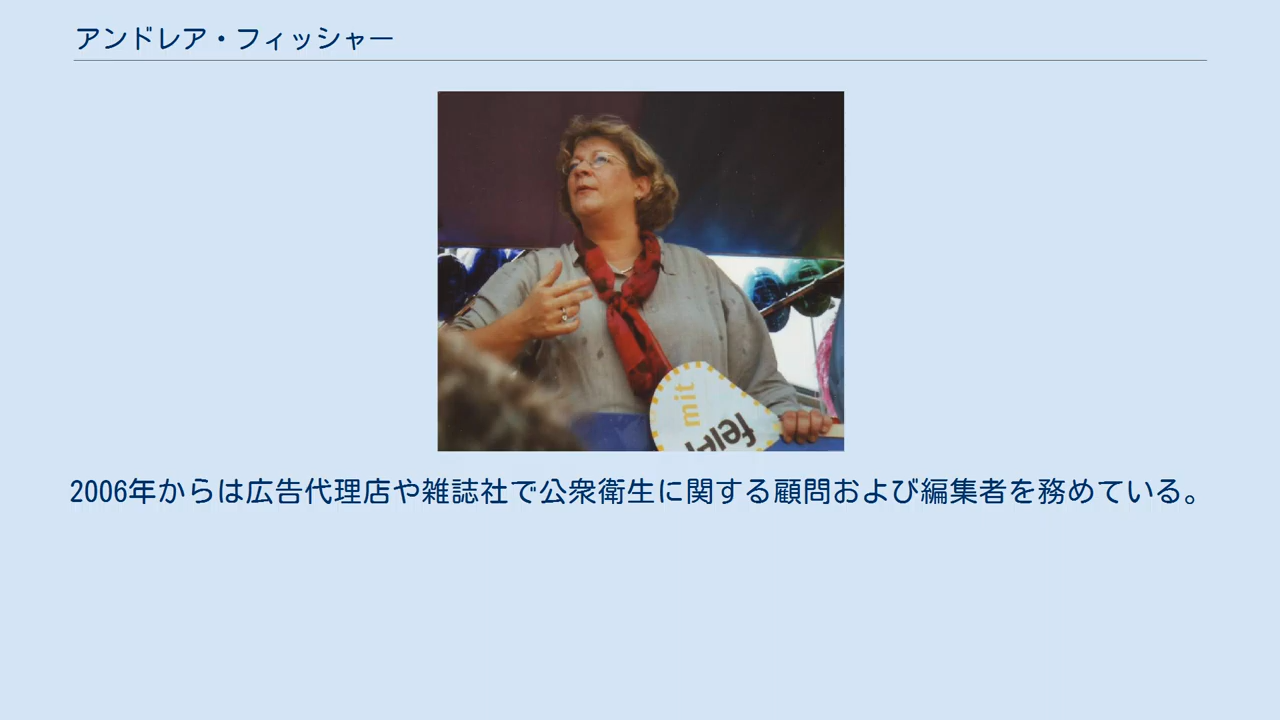 アンドレア・フィッシャー
mit
2006年からは広告代理店や雑誌社で公衆衛生に関する顧問および編集者を務めている。